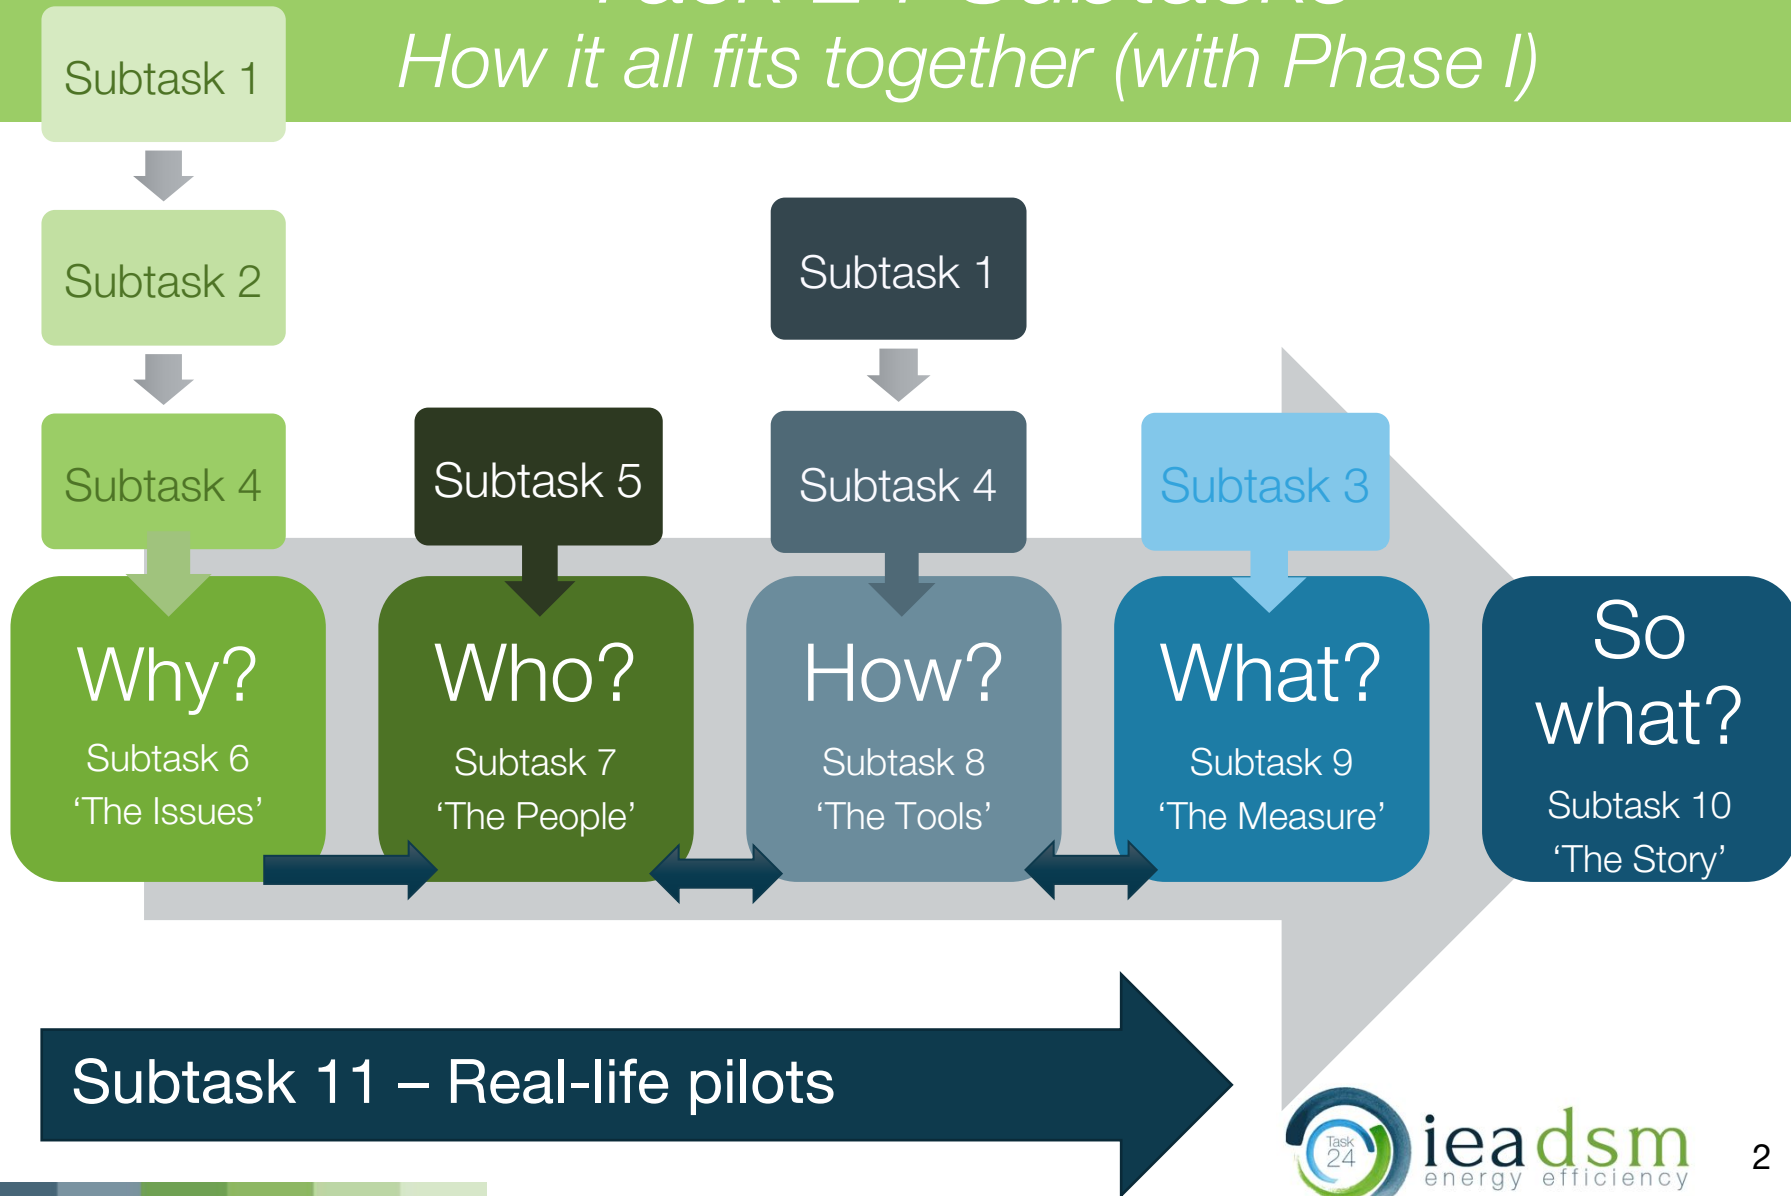 Task 24 Subtasks
How it all fits together (with Phase I)
Subtask 1
Subtask 2
Subtask 1
Subtask 4
Subtask 5
Subtask 4
Subtask 3
Why?
Subtask 6
‘The Issues’
Who?
Subtask 7
‘The People’
How?
Subtask 8
‘The Tools’
What?
Subtask 9
‘The Measure’
So
what?
Subtask 10
‘The Story’
Subtask 11 – Real-life pilots
Task
24
ieadsm
energy efficiency
2